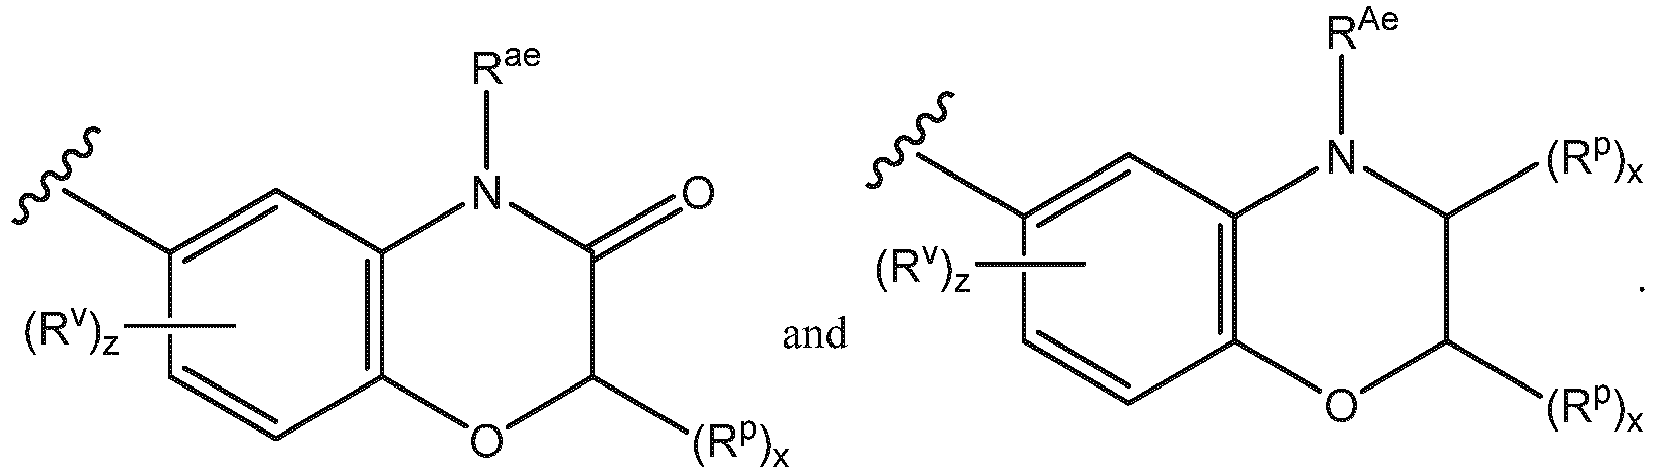 R^ae
N
O
(R^v)_z
O
(R^p)_x
and
R^Ae
N
(R^p)_x
(R^v)_z
O
(R^p)_x
.